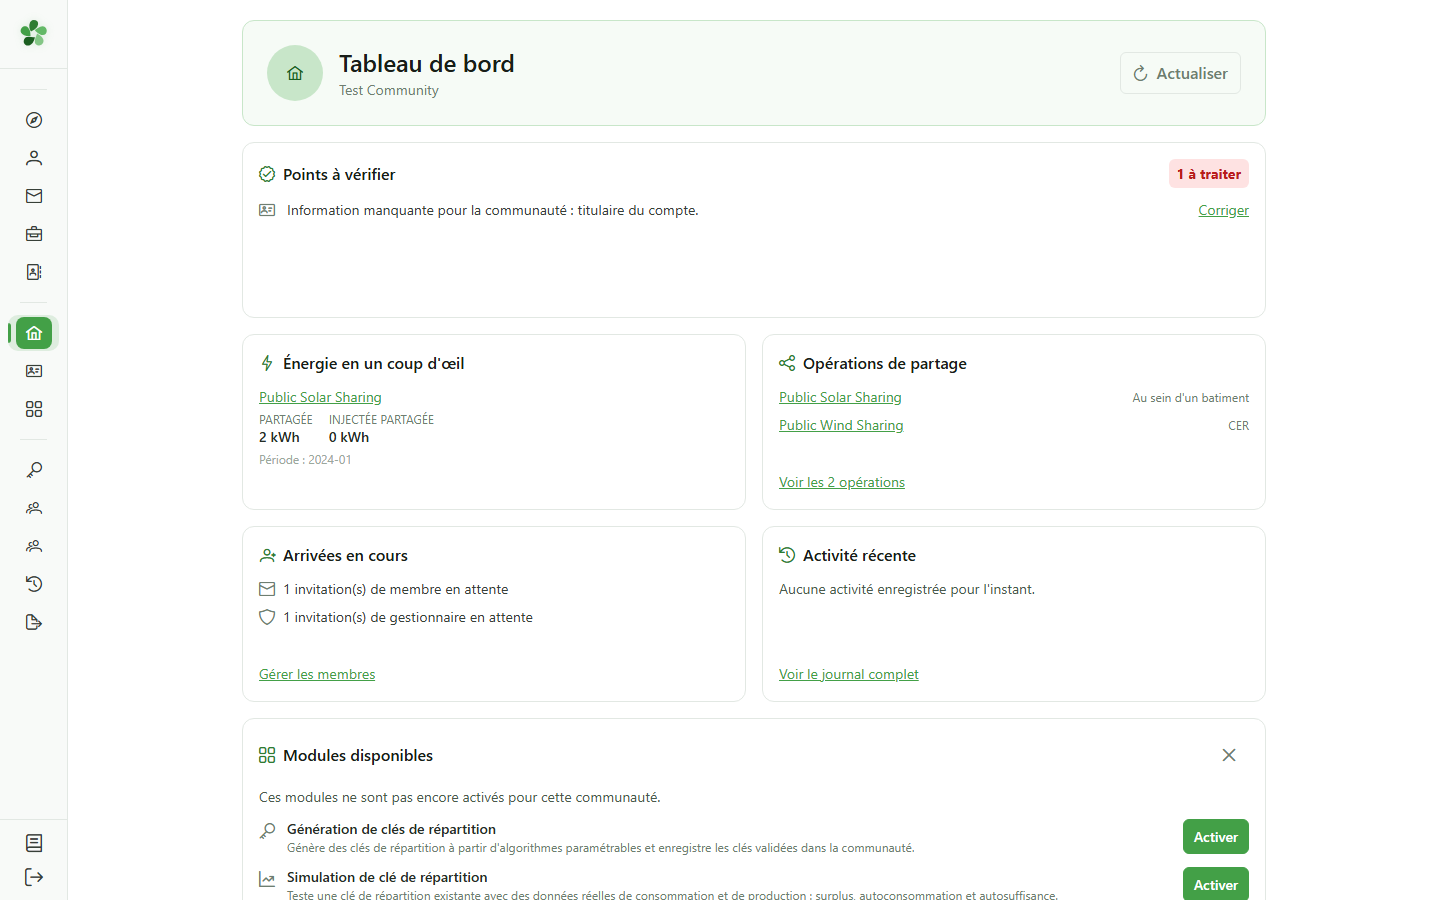 Tableau de bord
Test Community
Actualiser
Points à vérifier
1 à traiter
Information manquante pour la communauté : titulaire du compte.
Corriger
Énergie en un coup d'œil
Public Solar Sharing
PARTAGÉE INJECTÉE PARTAGÉE
2 kWh 0 kWh
Période : 2024-01
Opérations de partage
Public Solar Sharing
Au sein d'un batiment
Public Wind Sharing
CER
Voir les 2 opérations
Arrivées en cours
1 invitation(s) de membre en attente
1 invitation(s) de gestionnaire en attente
Gérer les membres
Activité récente
Aucune activité enregistrée pour l'instant.
Voir le journal complet
Modules disponibles
Ces modules ne sont pas encore activés pour cette communauté.
Génération de clés de répartition
Génère des clés de répartition à partir d'algorithmes paramétrables et enregistre les clés validées dans la communauté.
Activer
Simulation de clé de répartition
Teste une clé de répartition existante avec des données réelles de consommation et de production : surplus, autoconsommation et autosuffisance.
Activer